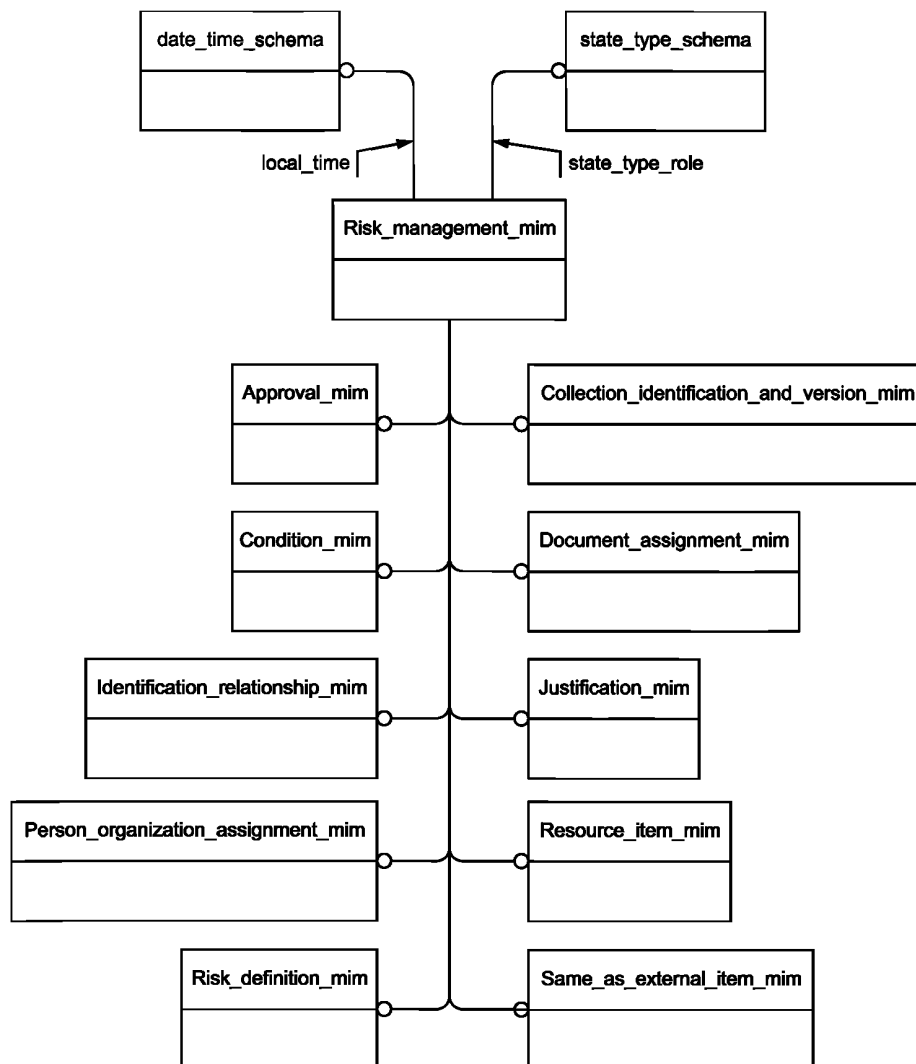 date_time_schema
state_type_schema
local_time
state_type_role
Risk_management_mim
Approval_mim
Collection_identification_and_version_mim
Condition_mim
Document_assignment_mim
Identification_relationship_mim
Justification_mim
Person_organization_assignment_mim
Resource_item_mim
Risk_definition_mim
Same_as_external_item_mim